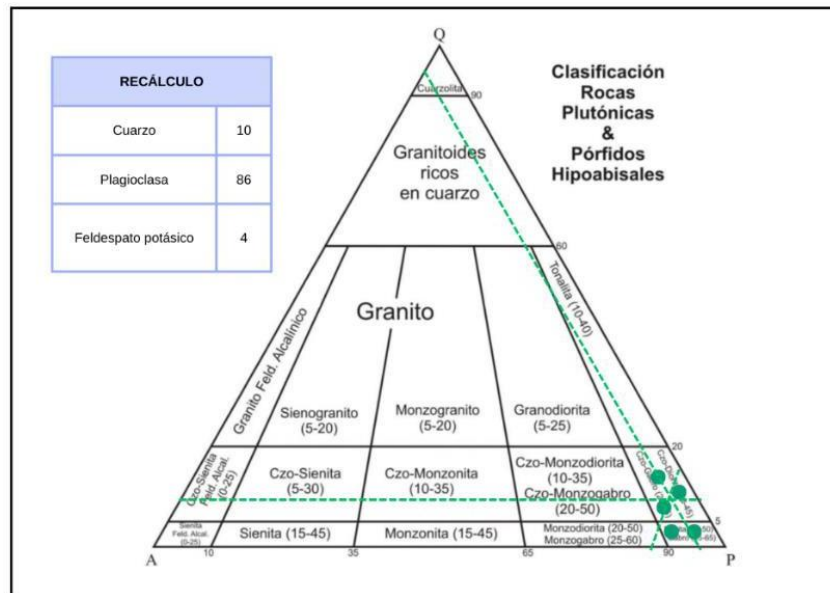 RECÁLCULO
Cuarzo 10
Plagioclasa 86
Feldespato potásico 4
Clasificación
Rocas
Plutónicas
&
Pórfidos
Hipoabisales
Q
Cuarzolita
90
Granitoides
ricos
en cuarzo
60
Tonalita (10-40)
Granito
Granito Feld. Alcalínico
Sienogranito
(5-20)
Monzogranito
(5-20)
Granodiorita
(5-25)
20
Czo-Sienita
Feld. Alcal.
(0-25)
Czo-Sienita
(5-30)
Czo-Monzonita
(10-35)
Czo-Monzodiorita
(10-35)
Czo-Monzogabro
(20-50)
5
Sienita
Feld. Alcal.
(0-25)
Sienita (15-45)
Monzonita (15-45)
Monzodiorita (20-50)
Monzogabro (25-60)
A
10
35
65
90
P